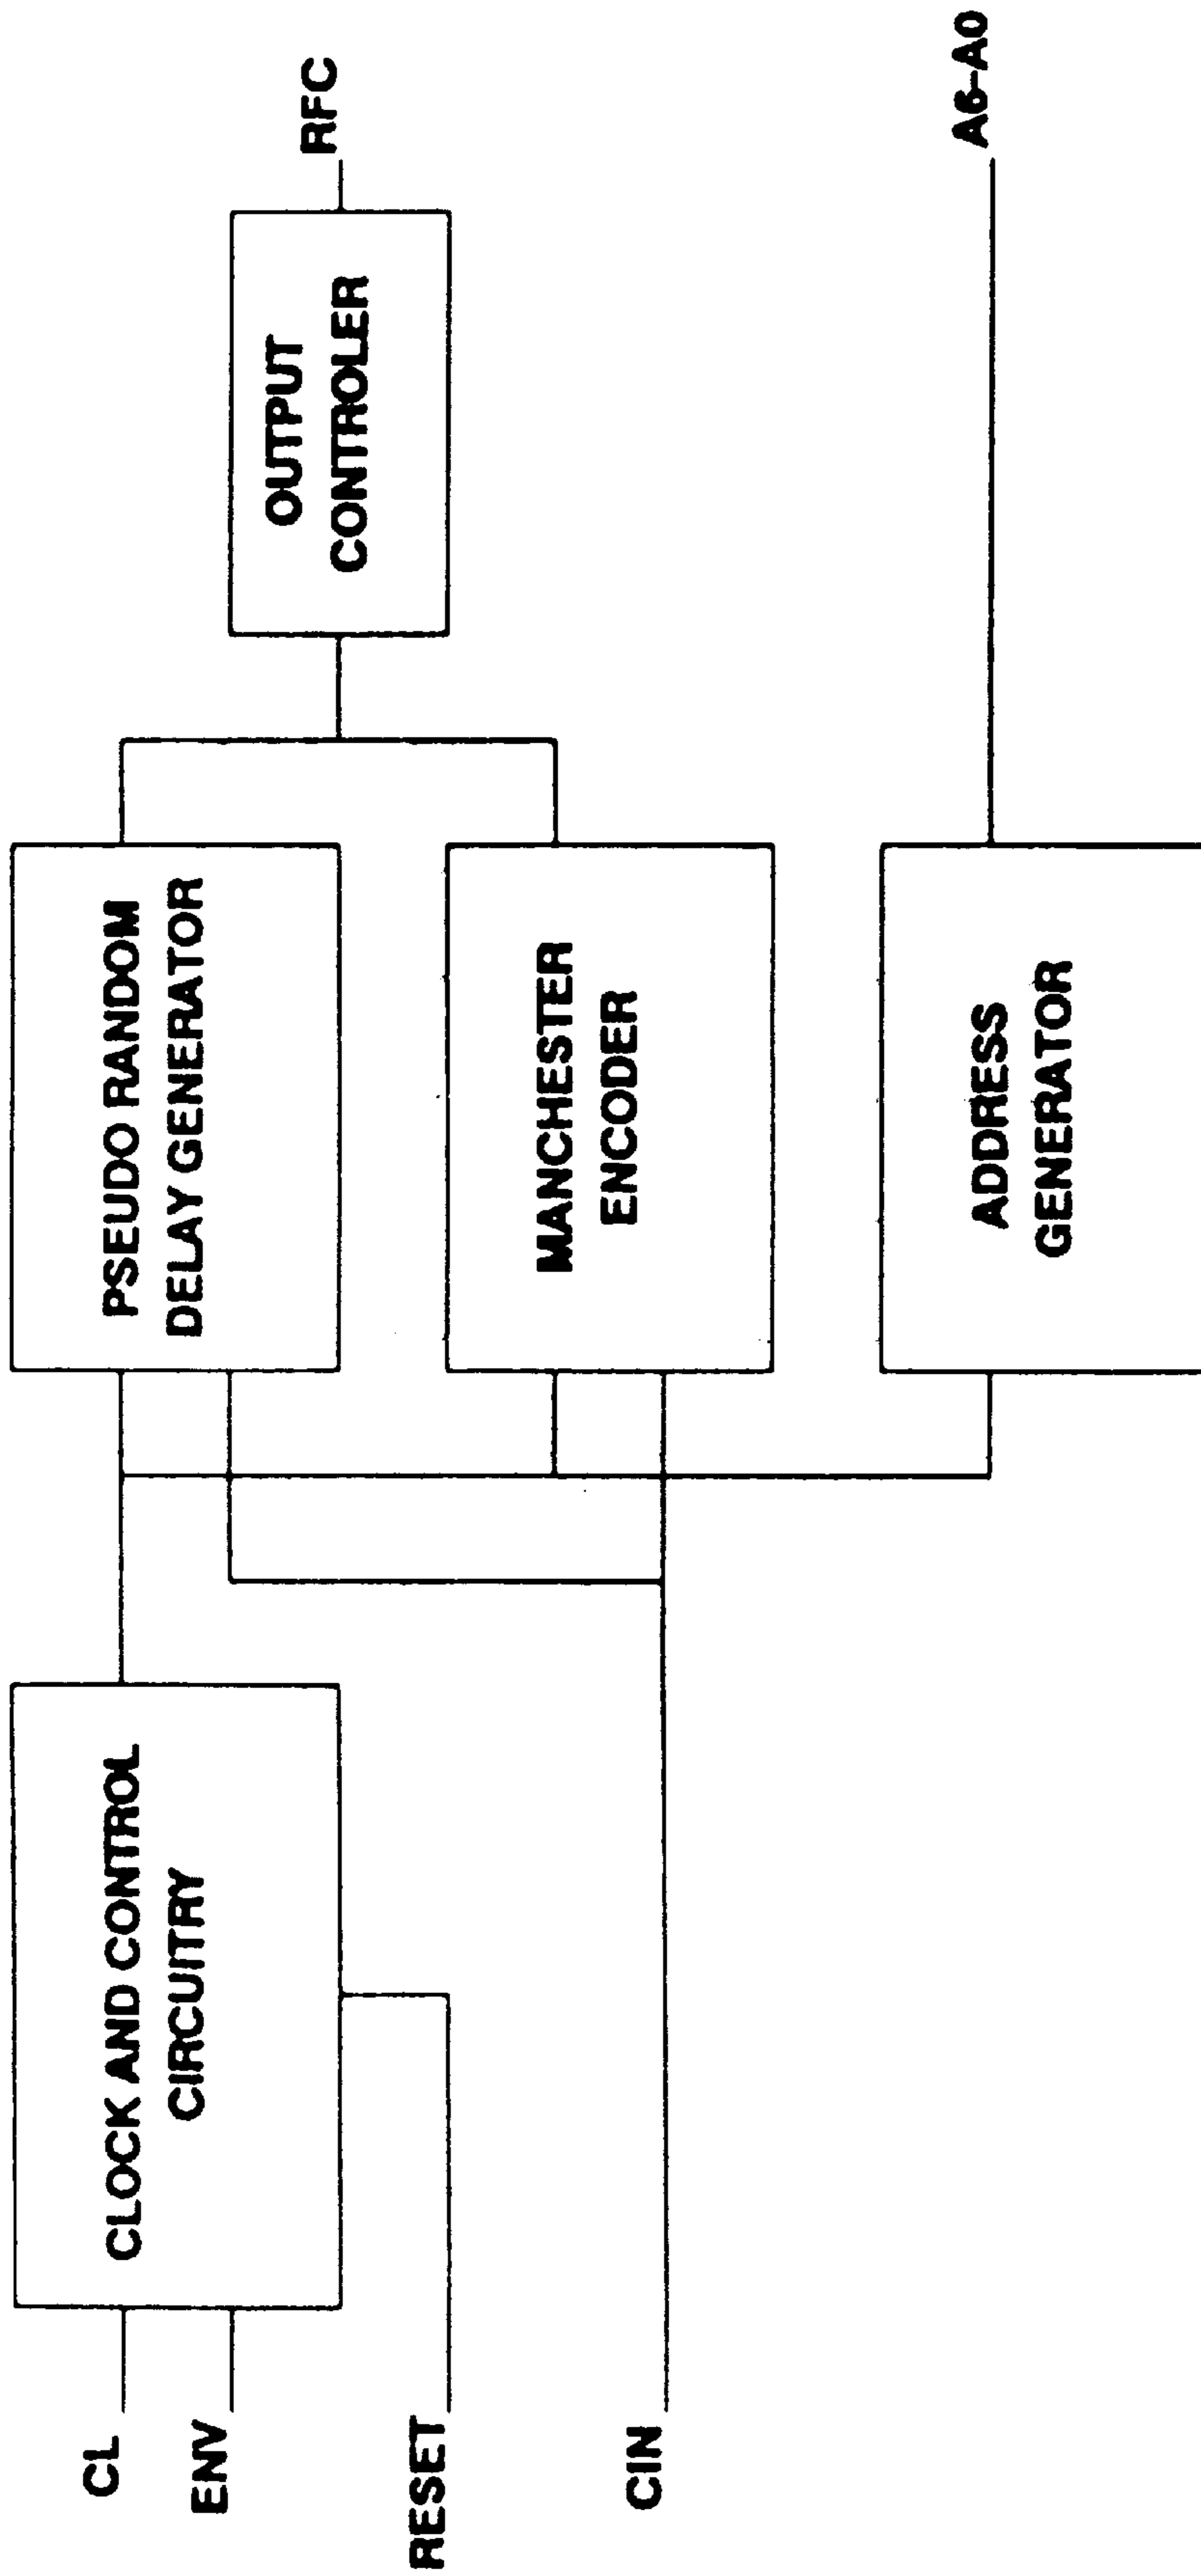 CL
ENV
RESET
CIN
CLOCK AND CONTROL
CIRCUITRY
PSEUDO RANDOM
DELAY GENERATOR
MANCHESTER
ENCODER
ADDRESS
GENERATOR
OUTPUT
CONTROLER
RFC
A6-A0